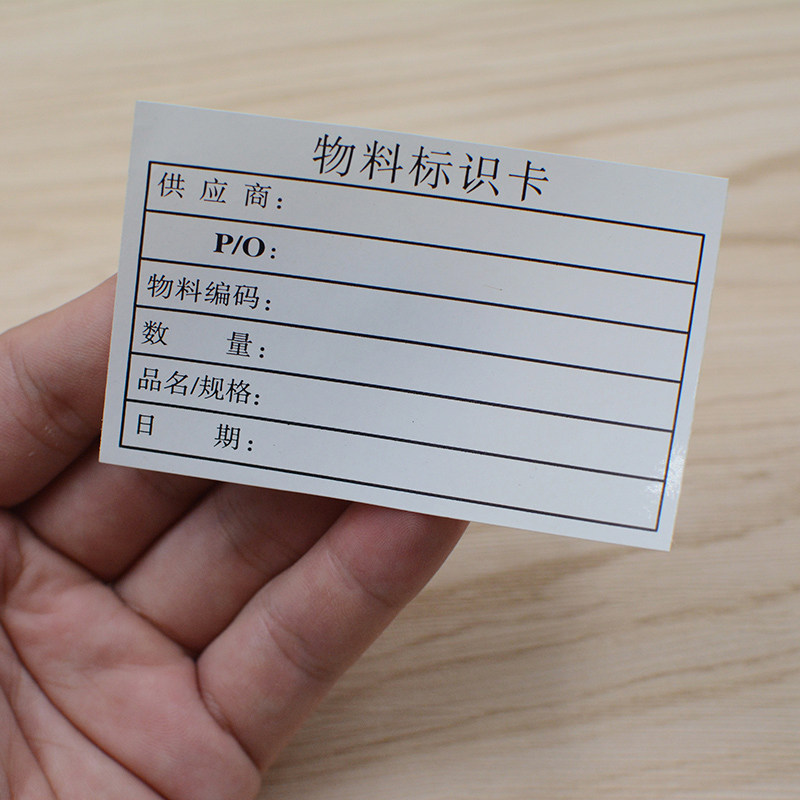 物料标识卡
供应商：
P/O：
物料编码：
数量：
品名/规格：
日期：